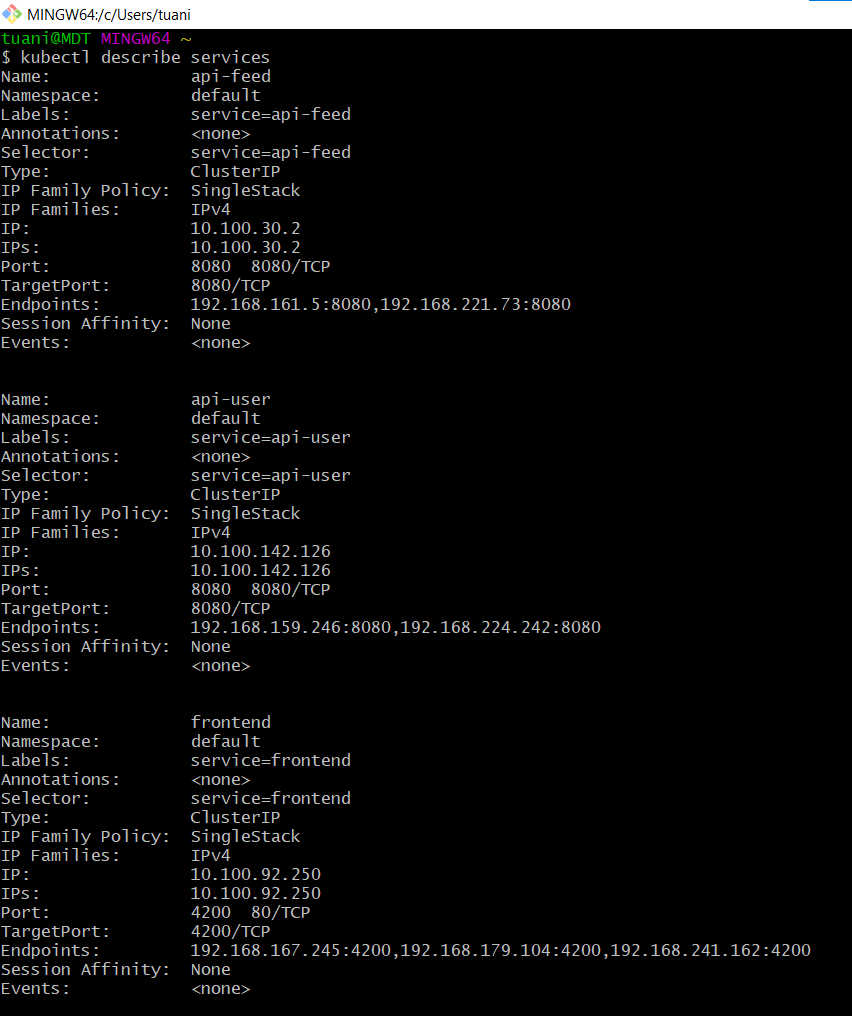 MINGW64:/c/Users/tuani
tuani@MDT MINGW64 ~
$ kubectl describe services
Name:              api-feed
Namespace:         default
Labels:            service=api-feed
Annotations:       <none>
Selector:          service=api-feed
Type:              ClusterIP
IP Family Policy:  SingleStack
IP Families:       IPv4
IP:                10.100.30.2
IPs:               10.100.30.2
Port:              8080  8080/TCP
TargetPort:        8080/TCP
Endpoints:         192.168.161.5:8080,192.168.221.73:8080
Session Affinity:  None
Events:            <none>
Name:              api-user
Namespace:         default
Labels:            service=api-user
Annotations:       <none>
Selector:          service=api-user
Type:              ClusterIP
IP Family Policy:  SingleStack
IP Families:       IPv4
IP:                10.100.142.126
IPs:               10.100.142.126
Port:              8080  8080/TCP
TargetPort:        8080/TCP
Endpoints:         192.168.159.246:8080,192.168.224.242:8080
Session Affinity:  None
Events:            <none>
Name:              frontend
Namespace:         default
Labels:            service=frontend
Annotations:       <none>
Selector:          service=frontend
Type:              ClusterIP
IP Family Policy:  SingleStack
IP Families:       IPv4
IP:                10.100.92.250
IPs:               10.100.92.250
Port:              4200  80/TCP
TargetPort:        4200/TCP
Endpoints:         192.168.167.245:4200,192.168.179.104:4200,192.168.241.162:4200
Session Affinity:  None
Events:            <none>